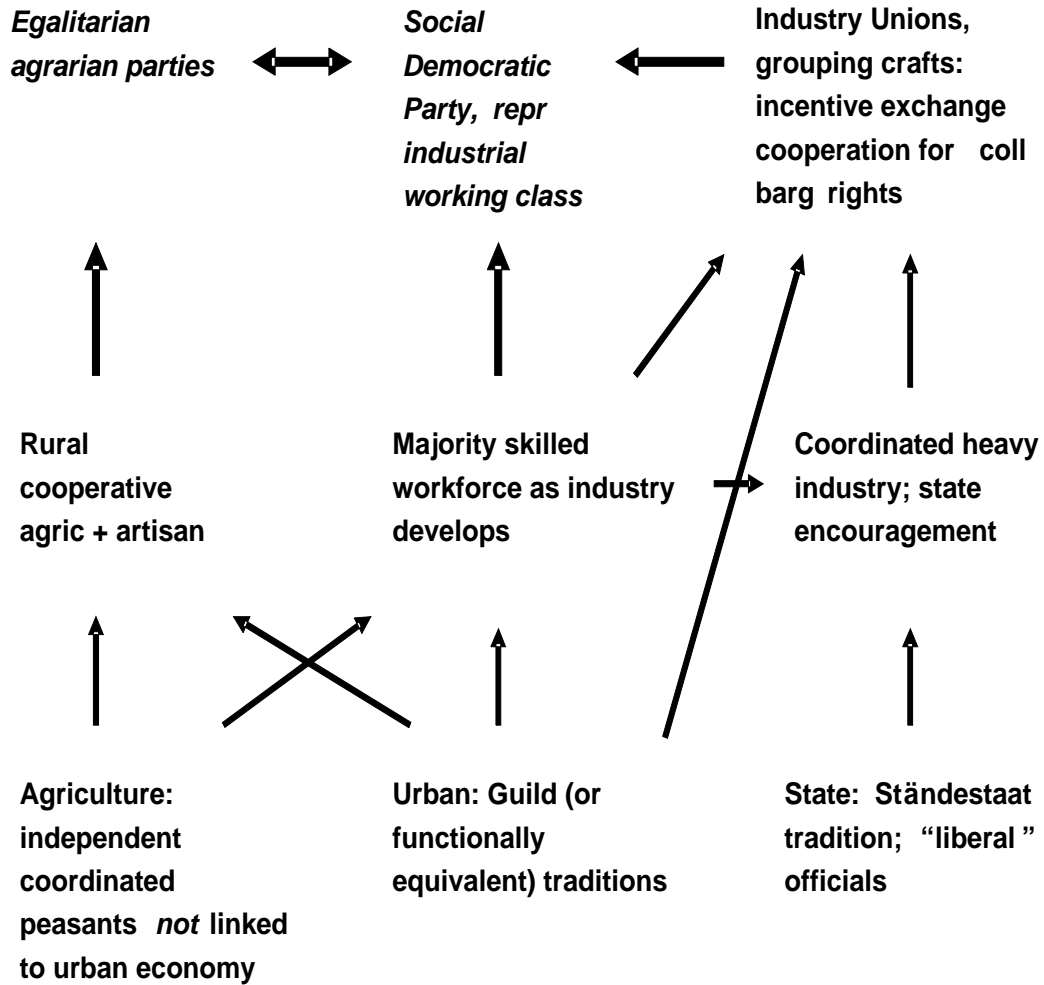 Egalitarian
agrarian parties
Social
Democratic
Party, repr
industrial
working class
Industry Unions,
grouping crafts:
incentive exchange
cooperation for coll
barg rights
Rural
cooperative
agric + artisan
Majority skilled
workforce as industry
develops
Coordinated heavy
industry; state
encouragement
Agriculture:
independent
coordinated
peasants not linked
to urban economy
Urban: Guild (or
functionally
equivalent) traditions
State: Ständestaat
tradition; “liberal ”
officials